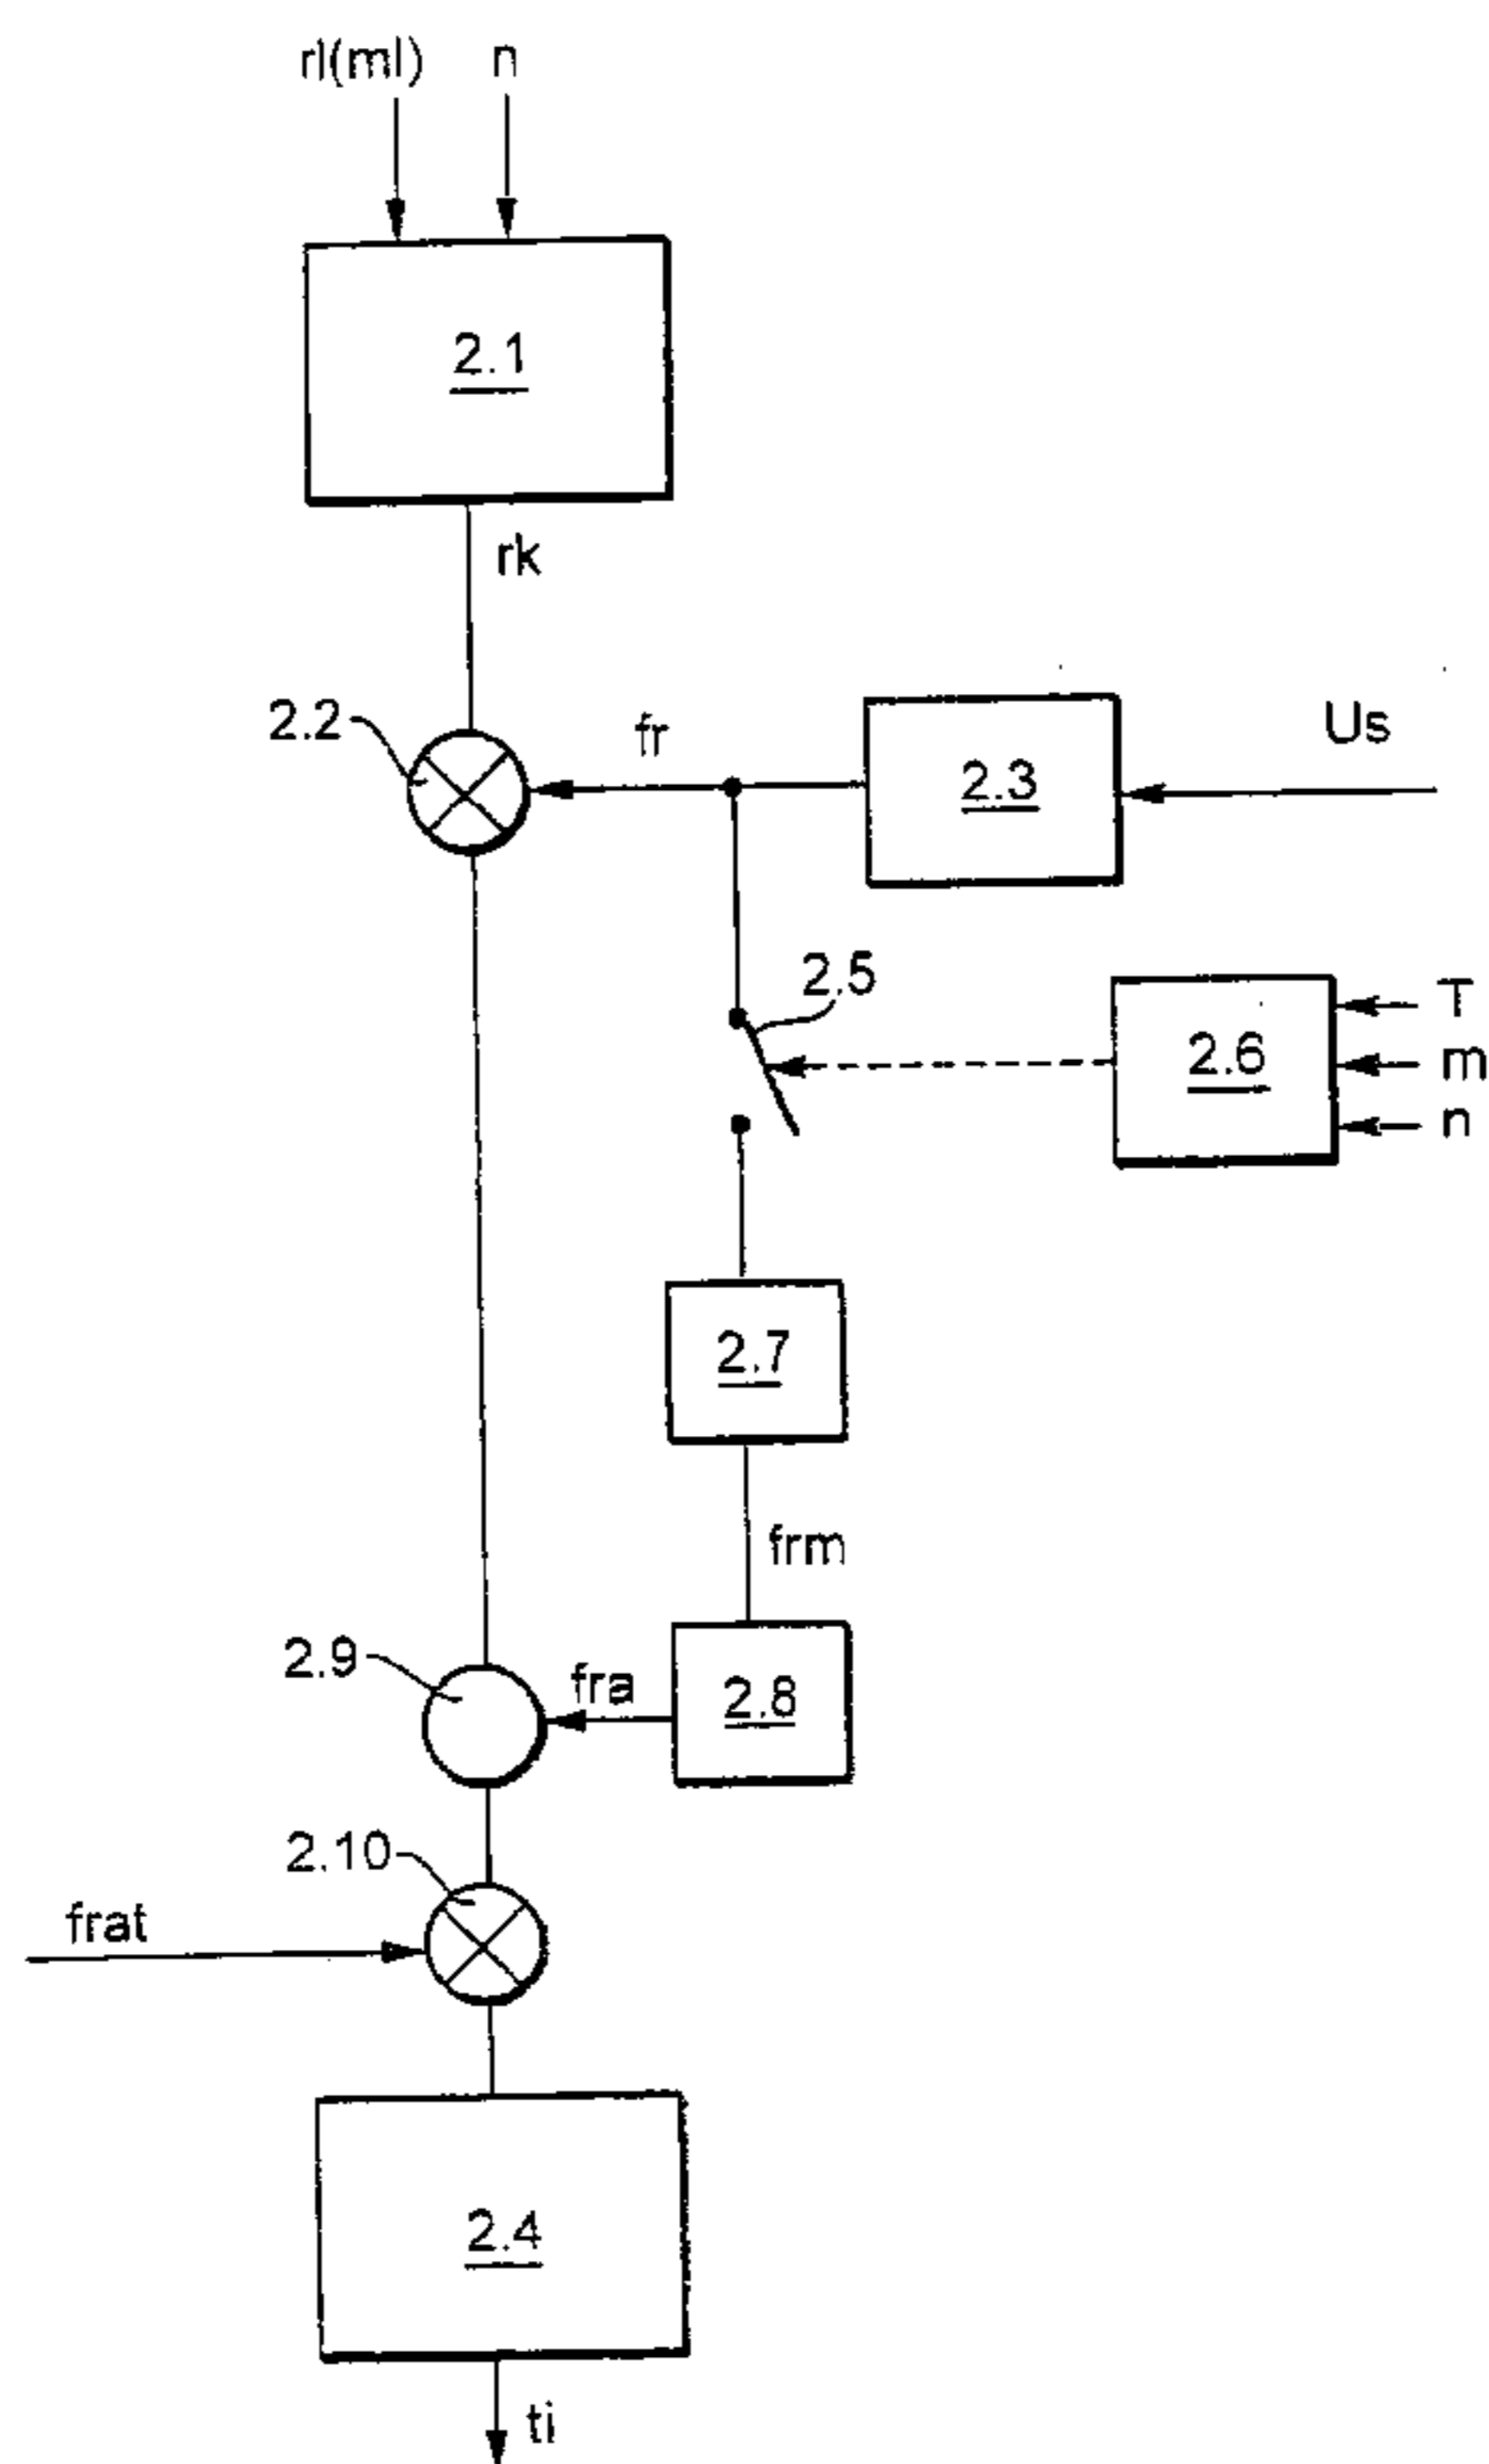 rl(ml) n
2.1
rk
2.2 fr 2.3 Us
2.5
T
2.6 m
n
2.7
frm
2.9 fra 2.8
2.10
frat
2.4
ti